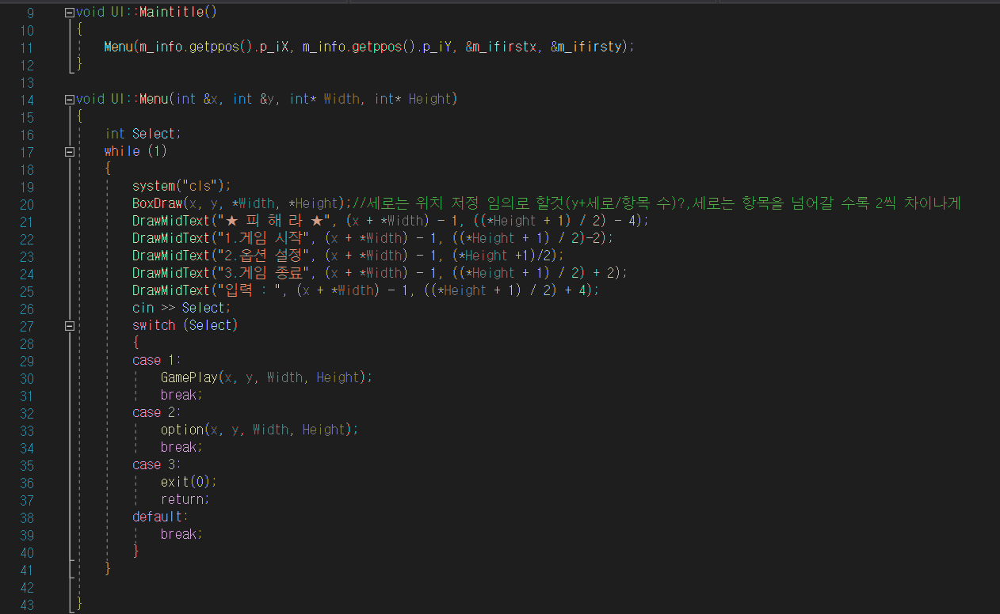 9 void UI::Maintitle()
10 {
11 Menu(m_info.getppos().p_iX, m_info.getppos().p_iY, &m_ifirstx, &m_ifirsty);
12 }
13
14 void UI::Menu(int &x, int &y, int* Width, int* Height)
15 {
16 int Select;
17 while (1)
18 {
19 system("cls");
20 BoxDraw(x, y, *Width, *Height);//세로는 위치 저정 임의로 할것(y+세로/항목 수)?,세로는 항목을 넘어갈 수록 2씩 차이나게
21 DrawMidText("★ 피 해 라 ★", (x + *Width) - 1, ((*Height + 1) / 2) - 4);
22 DrawMidText("1.게임 시작", (x + *Width) - 1, ((*Height + 1) / 2)-2);
23 DrawMidText("2.옵션 설정", (x + *Width) - 1, (*Height +1)/2);
24 DrawMidText("3.게임 종료", (x + *Width) - 1, ((*Height + 1) / 2) + 2);
25 DrawMidText("입력 : ", (x + *Width) - 1, ((*Height + 1) / 2) + 4);
26 cin >> Select;
27 switch (Select)
28 {
29 case 1:
30 GamePlay(x, y, Width, Height);
31 break;
32 case 2:
33 option(x, y, Width, Height);
34 break;
35 case 3:
36 exit(0);
37 return;
38 default:
39 break;
40 }
41 }
42
43 }